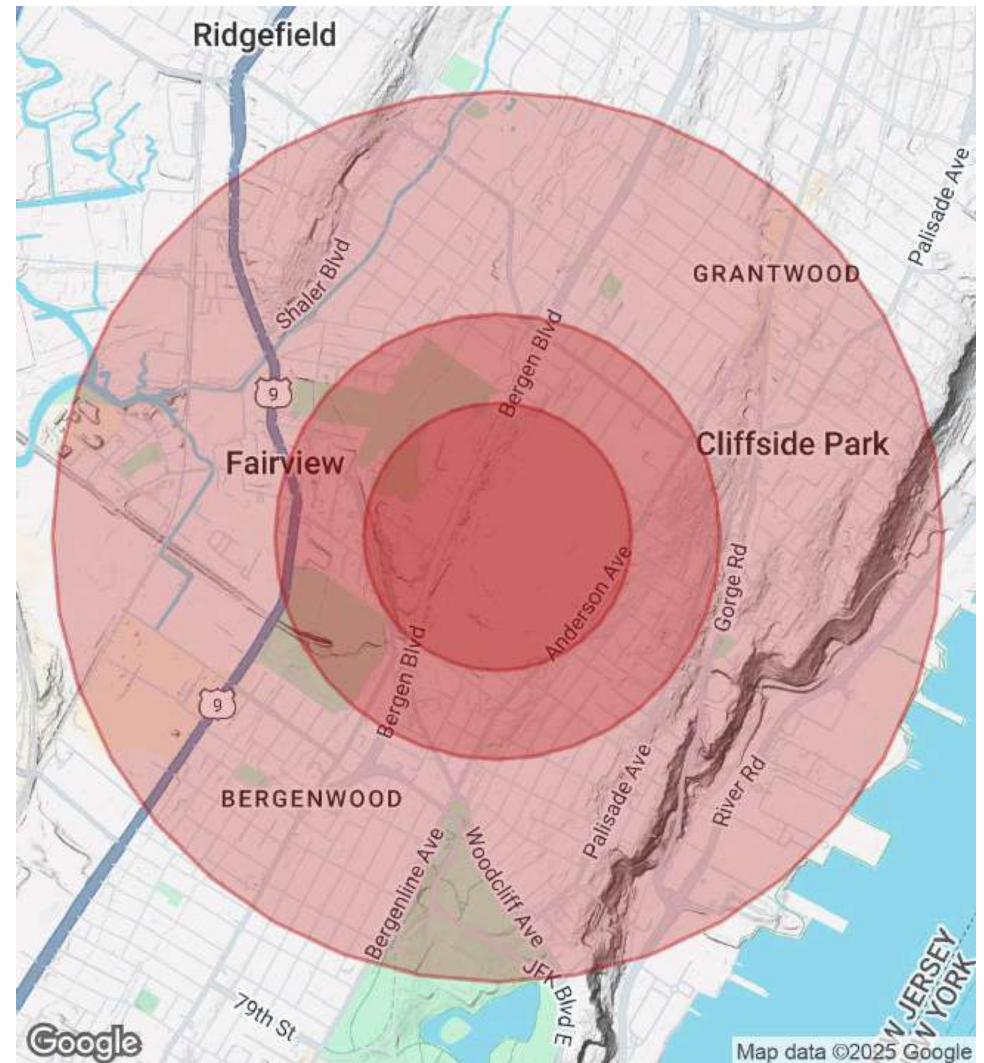 Ridgefield
Palisade Ave
GRANTWOOD
Shaler Blvd
Bergen Blvd
9
Cliffside Park
Fairview
Gorge Rd
Anderson Ave
Bergen Blvd
9
Palisade Ave
River Rd
BERGENWOOD
Bergenline Ave
Woodcliff Ave
JFK Blvd E
79th St
JERSEY
YORK
Google
Map data ©2025 Google